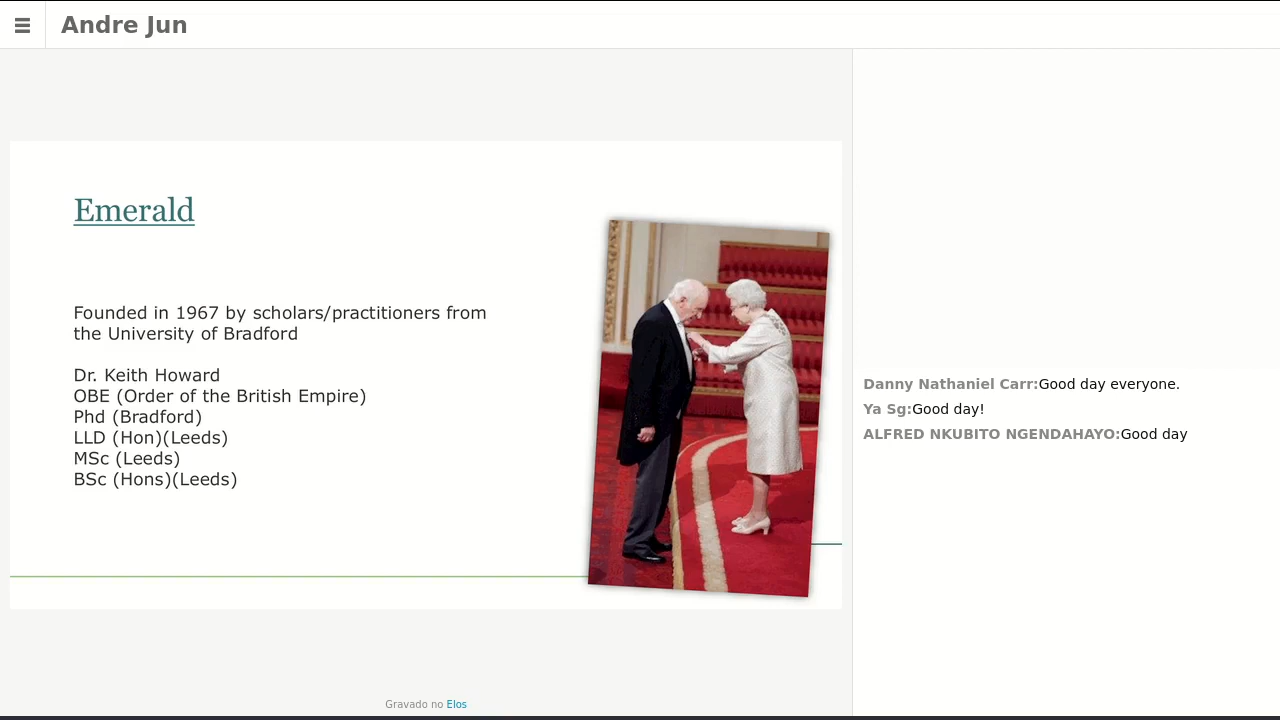 Andre Jun
Emerald
Founded in 1967 by scholars/practitioners from
the University of Bradford
Dr. Keith Howard
OBE (Order of the British Empire)
Phd (Bradford)
LLD (Hon)(Leeds)
MSc (Leeds)
BSc (Hons)(Leeds)
Danny Nathaniel Carr:Good day everyone.
Ya Sg:Good day!
ALFRED NKUBITO NGENDAHAYO:Good day
Gravado no Elos